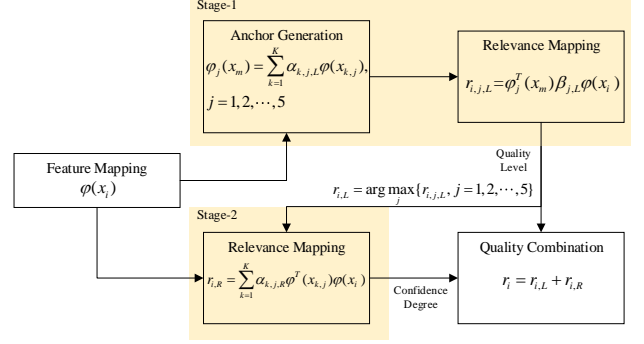 Stage-1
Anchor Generation
φ_j(x_m) = ∑_{k=1}^{K} α_{k,j,L}φ(x_{k,j}),
j = 1, 2, ⋯, 5
Relevance Mapping
r_{i,j,L} = φ_j^T(x_m)β_{j,L}φ(x_i)
Feature Mapping
φ(x_i)
Quality
Level
r_{i,L} = arg max_j {r_{i,j,L}, j = 1, 2, ⋯, 5}
Stage-2
Relevance Mapping
r_{i,R} = ∑_{k=1}^{K} α_{k,j,R}φ^T(x_{k,j})φ(x_i)
Confidence
Degree
Quality Combination
r_i = r_{i,L} + r_{i,R}